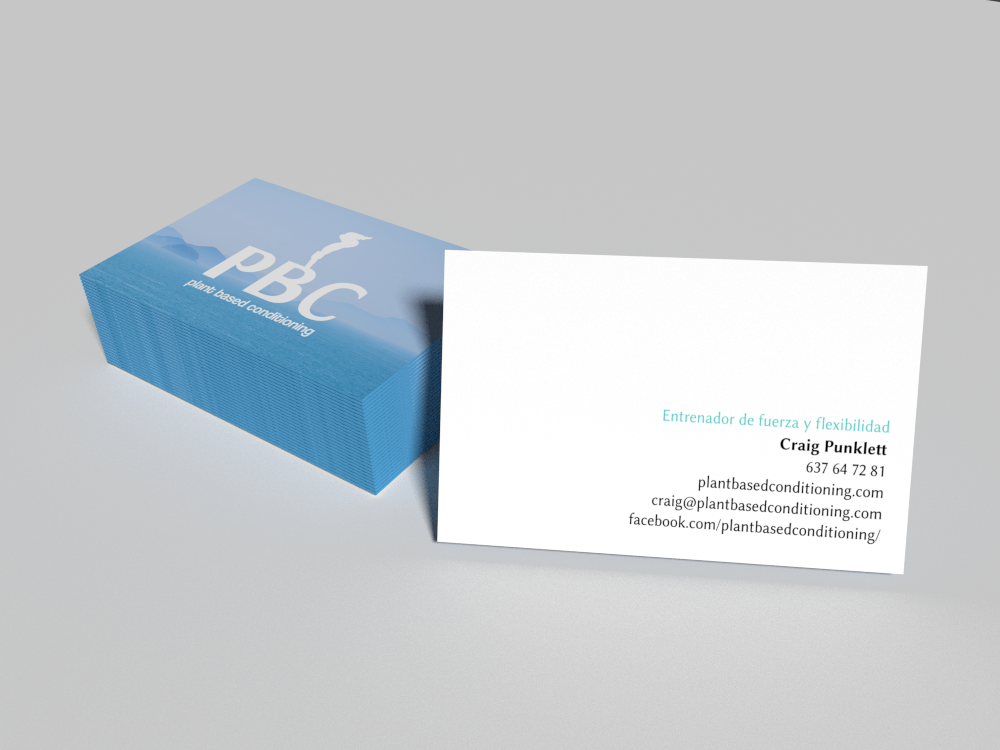 PBC
plant based conditioning
Entrenador de fuerza y flexibilidad
Craig Punklett
637 64 72 81
plantbasedconditioning.com
craig@plantbasedconditioning.com
facebook.com/plantbasedconditioning/